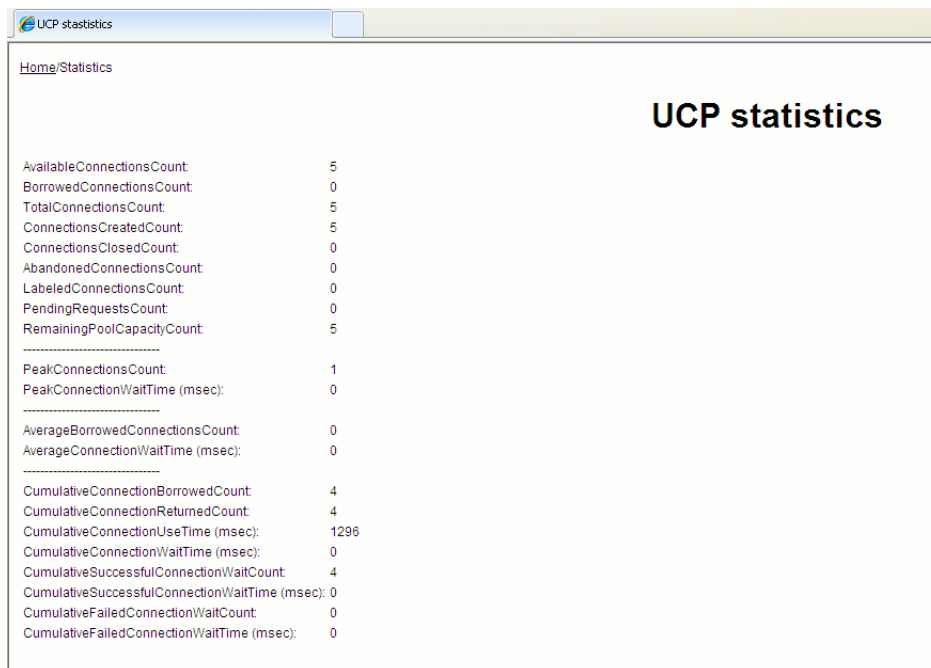 UCP stastistics
Home/Statistics
UCP statistics
AvailableConnectionsCount: 5
BorrowedConnectionsCount: 0
TotalConnectionsCount: 5
ConnectionsCreatedCount: 5
ConnectionsClosedCount: 0
AbandonedConnectionsCount: 0
LabeledConnectionsCount: 0
PendingRequestsCount: 0
RemainingPoolCapacityCount: 5
--------------------------------
PeakConnectionsCount: 1
PeakConnectionWaitTime (msec): 0
--------------------------------
AverageBorrowedConnectionsCount: 0
AverageConnectionWaitTime (msec): 0
--------------------------------
CumulativeConnectionBorrowedCount: 4
CumulativeConnectionReturnedCount: 4
CumulativeConnectionUseTime (msec): 1296
CumulativeConnectionWaitTime (msec): 0
CumulativeSuccessfulConnectionWaitCount: 4
CumulativeSuccessfulConnectionWaitTime (msec): 0
CumulativeFailedConnectionWaitCount: 0
CumulativeFailedConnectionWaitTime (msec): 0